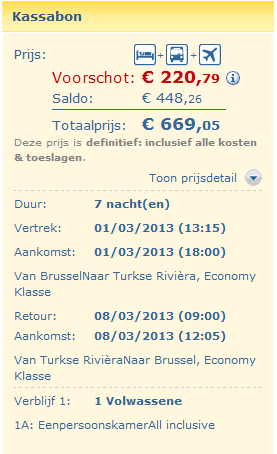 Kassabon
Prijs: + +
Voorschot: € 220,79
Saldo: € 448,26
Totaalprijs: € 669,05
Deze prijs is definitief: inclusief alle kosten
& toeslagen.
Toon prijsdetail
Duur: 7 nacht(en)
Vertrek: 01/03/2013 (13:15)
Aankomst: 01/03/2013 (18:00)
Van BrusselNaar Turkse Rivièra, Economy
Klasse
Retour: 08/03/2013 (09:00)
Aankomst: 08/03/2013 (12:05)
Van Turkse RivièraNaar Brussel, Economy
Klasse
Verblijf 1: 1 Volwassene
1A: EenpersoonskamerAll inclusive